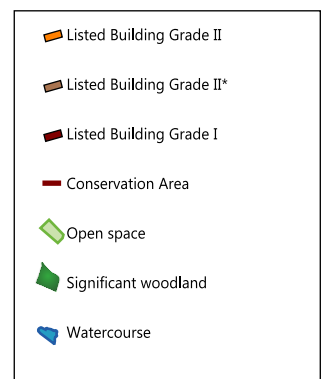 Listed Building Grade II
Listed Building Grade II*
Listed Building Grade I
Conservation Area
Open space
Significant woodland
Watercourse